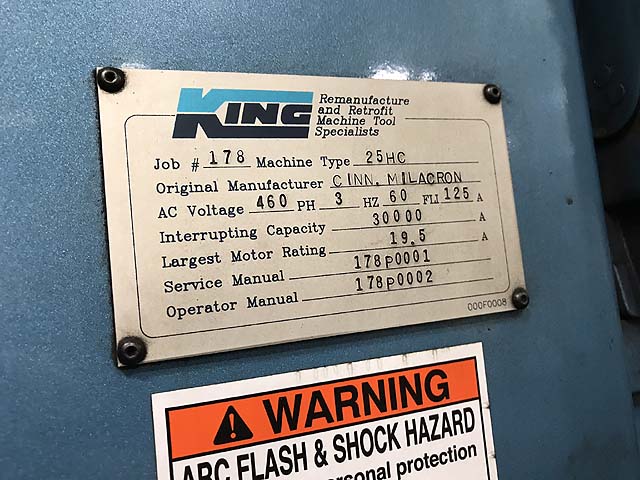 KING
Remanufacture
and Retrofit
Machine Tool
Specialists
Job # 178 Machine Type 25HC
Original Manufacturer CINN. MILACRON
AC Voltage 460 PH 3 HZ 60 FLI 125 A
Interrupting Capacity 30000 A
Largest Motor Rating 19.5 A
Service Manual 178p0001
Operator Manual 178p0002
000F0008
WARNING
ARC FLASH & SHOCK HAZARD
personal protection